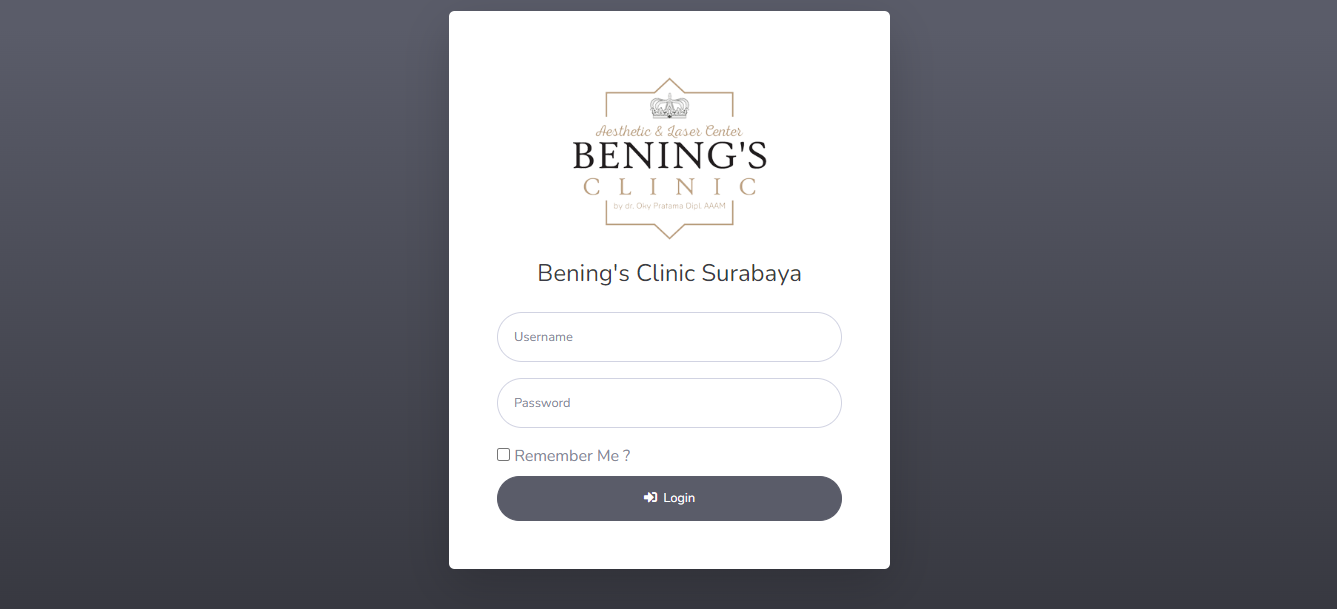 Aesthetic & Laser Center
BENING'S
CLINIC
by dr. Oky Pratama Dipl. AAAM
Bening's Clinic Surabaya
Username
Password
Remember Me ?
Login